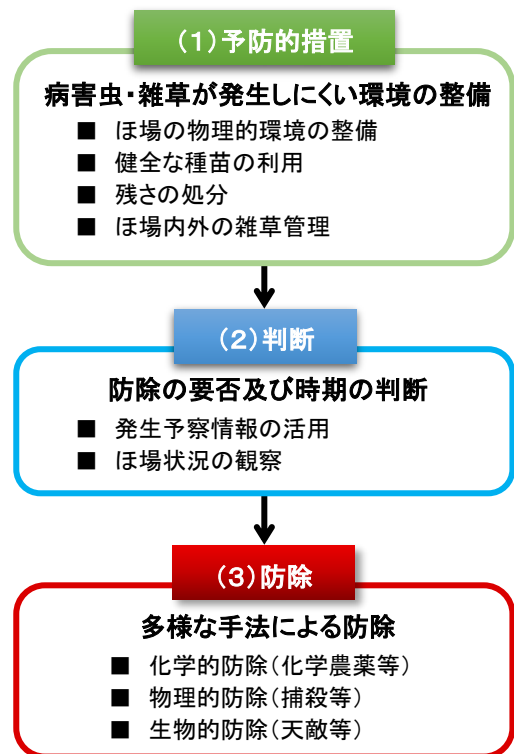 (1)予防的措置
病害虫・雑草が発生しにくい環境の整備
■ ほ場の物理的環境の整備
■ 健全な種苗の利用
■ 残さの処分
■ ほ場内外の雑草管理
(2)判断
防除の要否及び時期の判断
■ 発生予察情報の活用
■ ほ場状況の観察
(3)防除
多様な手法による防除
■ 化学的防除(化学農薬等)
■ 物理的防除(捕殺等)
■ 生物的防除(天敵等)